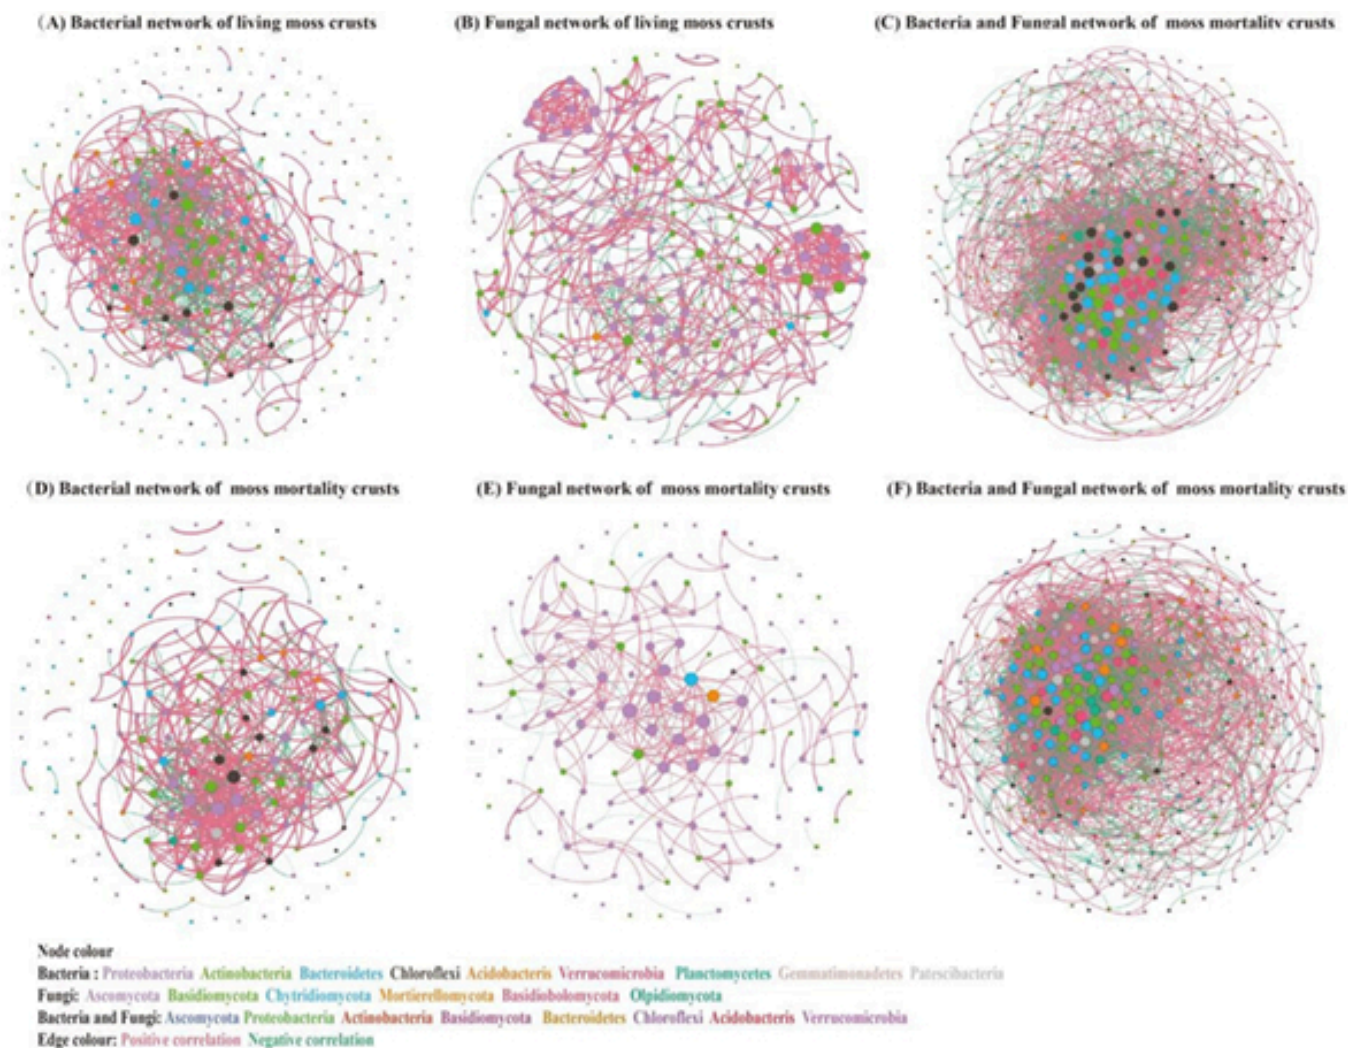 (A) Bacterial network of living moss crusts
(B) Fungal network of living moss crusts
(C) Bacteria and Fungal network of moss mortality crusts
(D) Bacterial network of moss mortality crusts
(E) Fungal network of moss mortality crusts
(F) Bacteria and Fungal network of moss mortality crusts
Node colour
Bacteria : Proteobacteria Actinobacteria Bacteroidetes Chloroflexi Acidobacteris Verrucomicrobia Planctomycetes Gemmatimonadetes Patescibacteria
Fungi: Ascomycota Basidiomycota Chytridiomycota Mortierellomycota Basidiobolomycota Olpidiomycota
Bacteria and Fungi: Ascomycota Proteobacteria Actinobacteria Basidiomycota Bacteroidetes Chloroflexi Acidobacteris Verrucomicrobia
Edge colour: Positive correlation Negative correlation